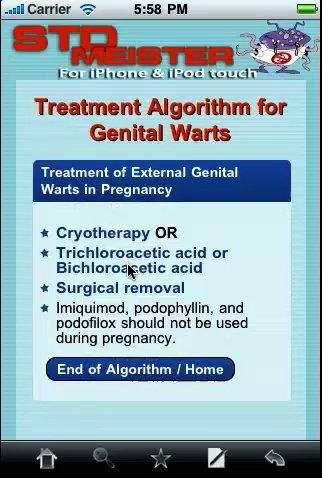 Carrier 5:58 PM
STD
MEISTER
For iPhone & iPod touch
Treatment Algorithm for
Genital Warts
Treatment of External Genital
Warts in Pregnancy
Cryotherapy OR
Trichloroacetic acid or
Bichloroacetic acid
Surgical removal
Imiquimod, podophyllin, and
podofilox should not be used
during pregnancy.
End of Algorithm / Home